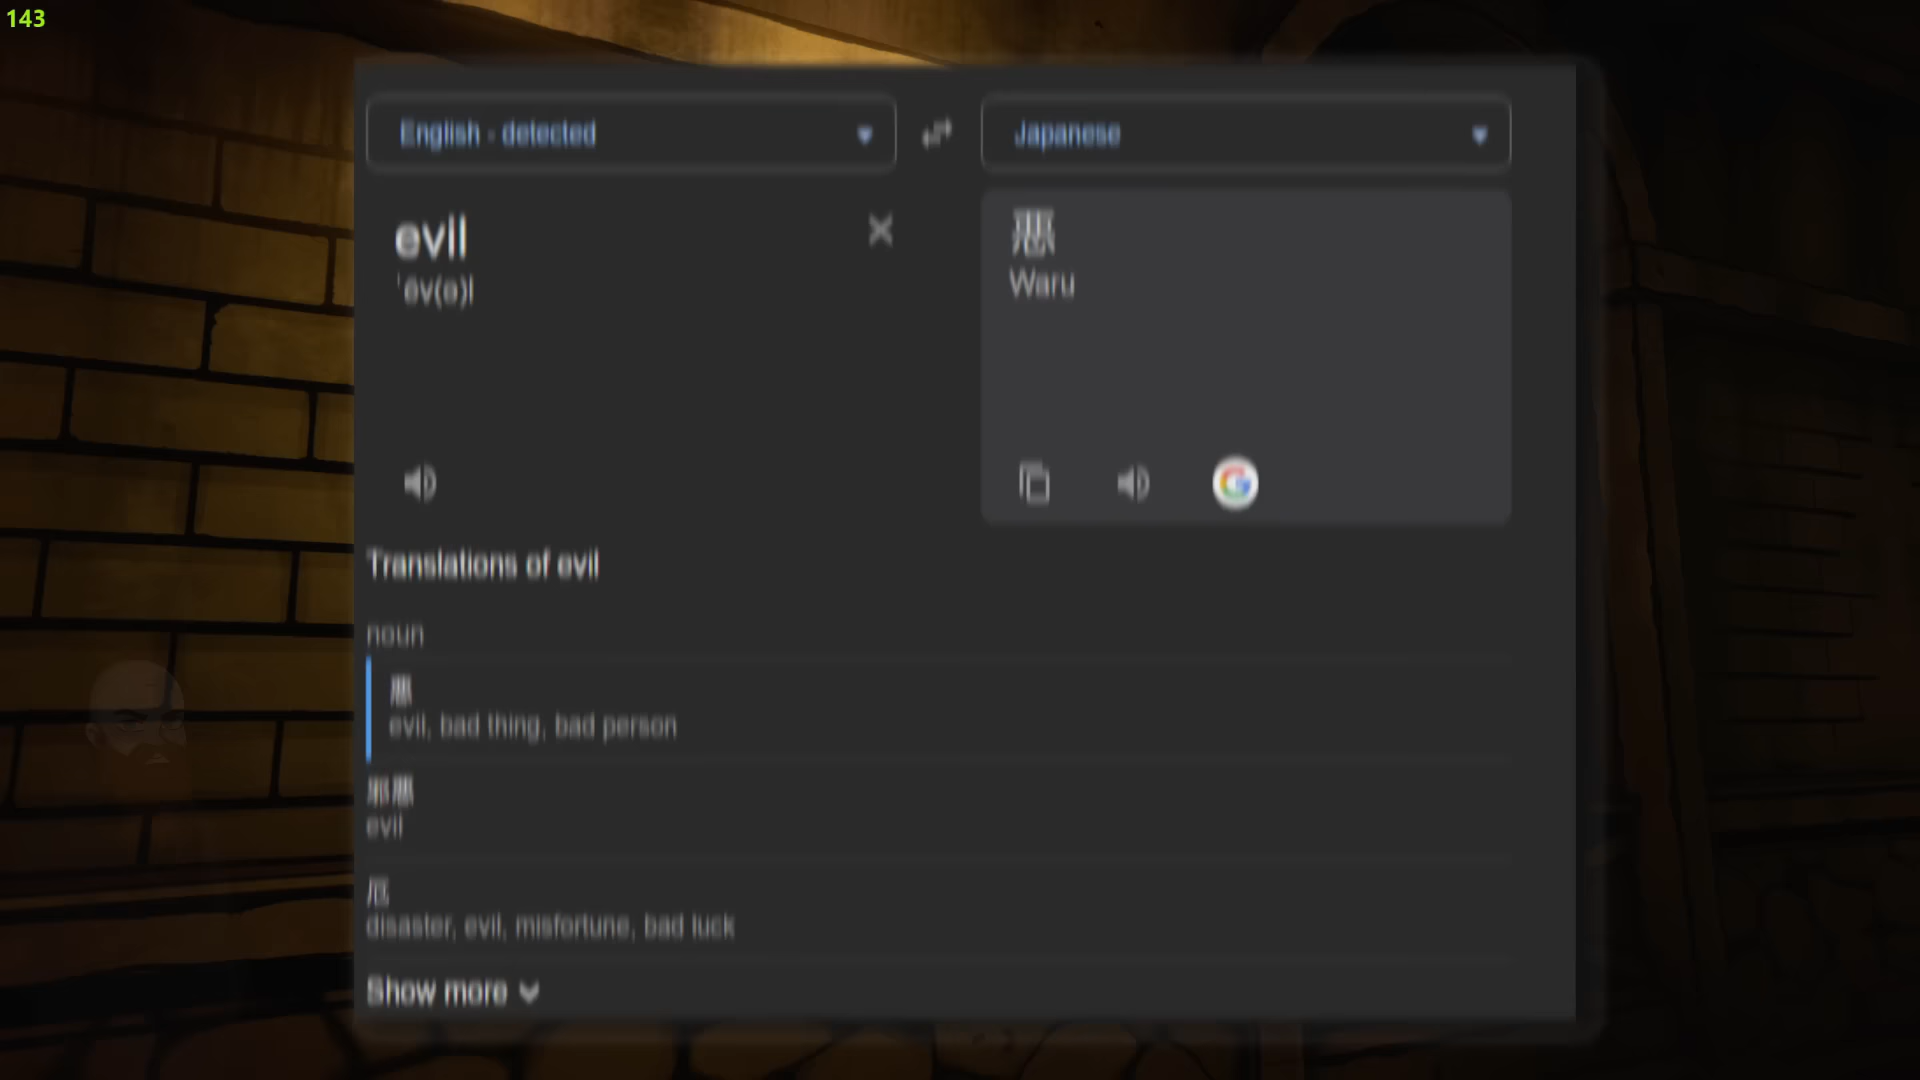 143
English - detected
Japanese
evil
ˈēv(ə)l
悪
Waru
Translations of evil
noun
悪
evil, bad thing, bad person
邪悪
evil
厄
disaster, evil, misfortune, bad luck
Show more